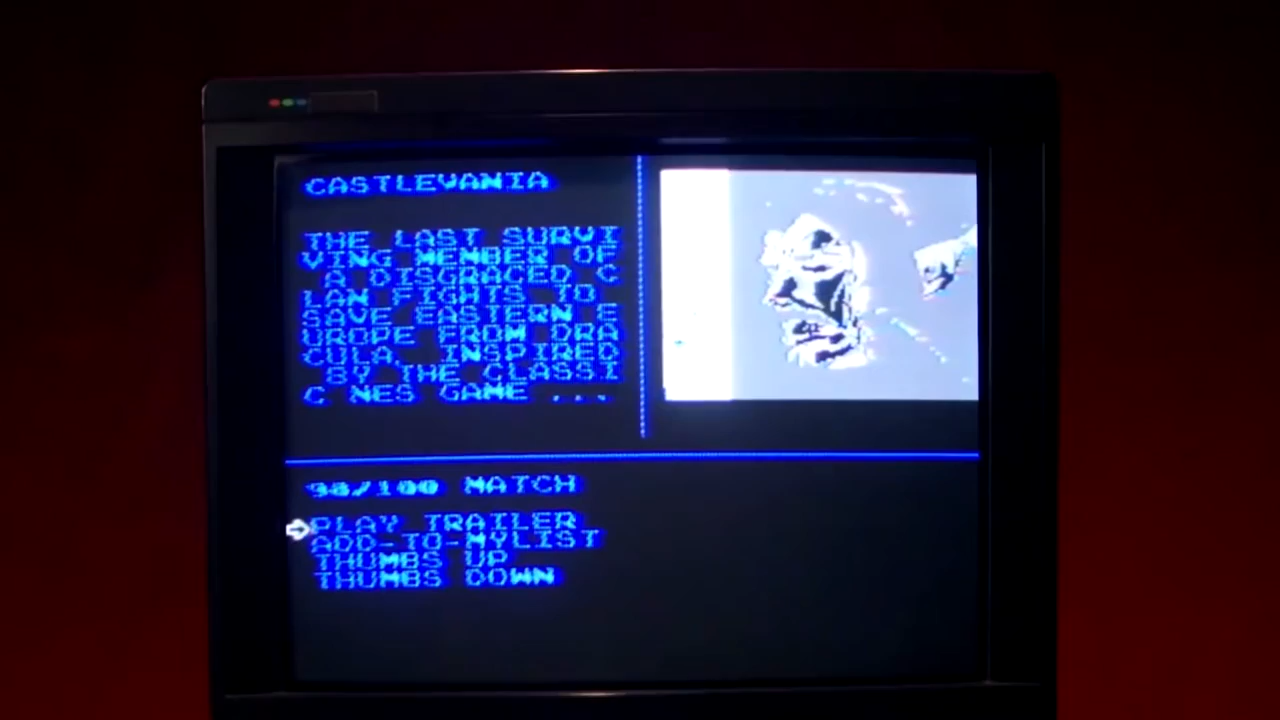 CASTLEVANIA
THE LAST SURVI
VING MEMBER OF
A DISGRACED C
LAN FIGHTS TO
SAVE EASTERN E
UROPE FROM DRA
CULA. INSPIRED
BY THE CLASSI
C NES GAME ...
98/100 MATCH
PLAY TRAILER
ADD-TO-MYLIST
THUMBS UP
THUMBS DOWN